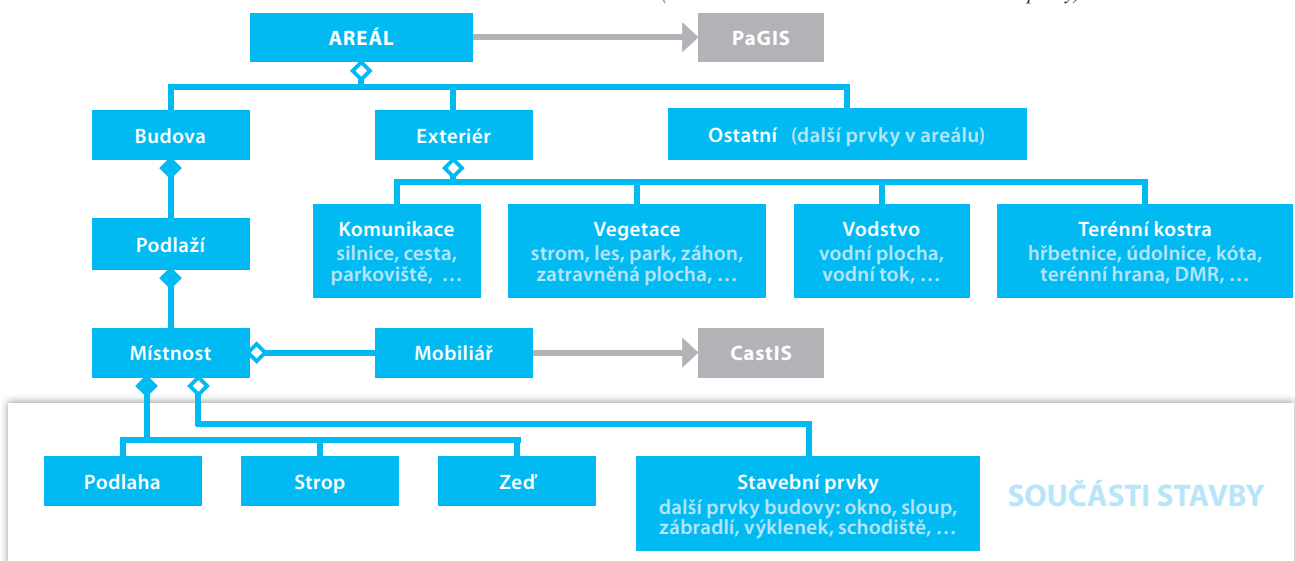 AREÁL
PaGIS
Budova
Exteriér
Ostatní (další prvky v areálu)
Podlaží
Komunikace
silnice, cesta,
parkoviště, …
Vegetace
strom, les, park, záhon,
zatravněná plocha, …
Vodstvo
vodní plocha,
vodní tok, …
Terénní kostra
hřbetnice, údolnice, kóta,
terénní hrana, DMR, …
Místnost
Mobiliář
CastIS
Podlaha
Strop
Zeď
Stavební prvky
další prvky budovy: okno, sloup,
zábradlí, výklenek, schodiště, …
SOUČÁSTI STAVBY